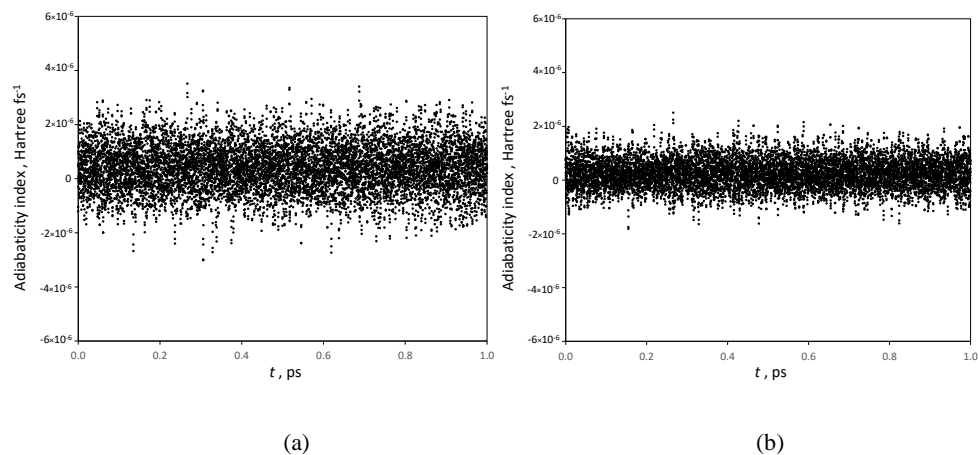 6×10⁻⁶
4×10⁻⁶
2×10⁻⁶
0
-2×10⁻⁶
-4×10⁻⁶
-6×10⁻⁶
Adiabaticity index , Hartree fs⁻¹
0.0 0.2 0.4 0.6 0.8 1.0
t , ps
(a)
6×10⁻⁶
4×10⁻⁶
2×10⁻⁶
0
-2×10⁻⁶
-4×10⁻⁶
-6×10⁻⁶
Adiabaticity index , Hartree fs⁻¹
0.0 0.2 0.4 0.6 0.8 1.0
t , ps
(b)